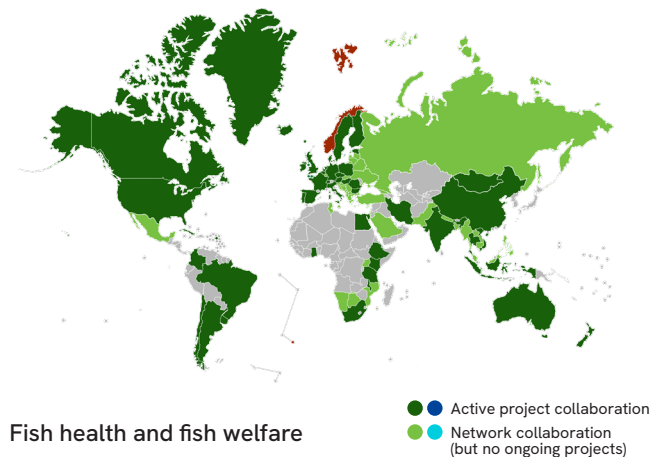 Fish health and fish welfare
Active project collaboration
Network collaboration
(but no ongoing projects)